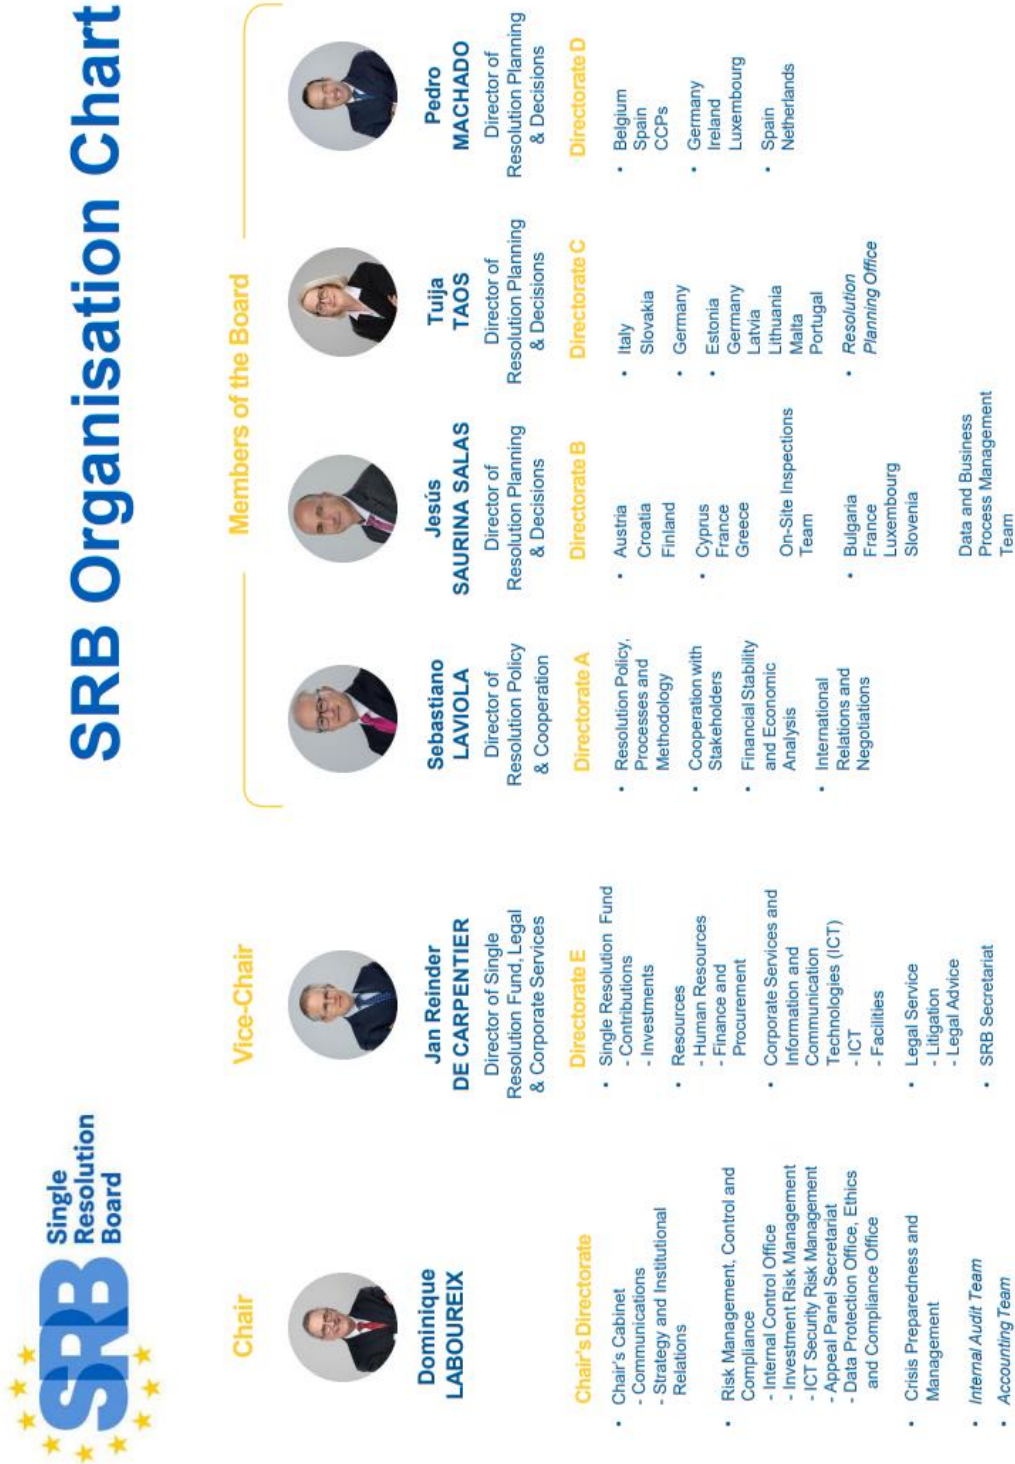 SRB
Single
Resolution
Board
SRB Organisation Chart
Chair
Dominique
LABOUREIX
Chair's Directorate
• Chair's Cabinet
- Communications
- Strategy and Institutional
Relations
• Risk Management, Control and
Compliance
- Internal Control Office
- Investment Risk Management
- ICT Security Risk Management
- Appeal Panel Secretariat
- Data Protection Office, Ethics
and Compliance Office
• Crisis Preparedness and
Management
• Internal Audit Team
• Accounting Team
Vice-Chair
Jan Reinder
DE CARPENTIER
Director of Single
Resolution Fund, Legal
& Corporate Services
Directorate E
• Single Resolution Fund
- Contributions
- Investments
• Resources
- Human Resources
- Finance and
Procurement
• Corporate Services and
Information and
Communication
Technologies (ICT)
- ICT
- Facilities
• Legal Service
- Litigation
- Legal Advice
• SRB Secretariat
Members of the Board
Sebastiano
LAVIOLA
Director of
Resolution Policy
& Cooperation
Directorate A
• Resolution Policy,
Processes and
Methodology
• Cooperation with
Stakeholders
• Financial Stability
and Economic
Analysis
• International
Relations and
Negotiations
Jesús
SAURINA SALAS
Director of
Resolution Planning
& Decisions
Directorate B
• Austria
Croatia
Finland
• Cyprus
France
Greece
On-Site Inspections
Team
• Bulgaria
France
Luxembourg
Slovenia
Data and Business
Process Management
Team
Tuija
TAOS
Director of
Resolution Planning
& Decisions
Directorate C
• Italy
Slovakia
• Germany
• Estonia
Germany
Latvia
Lithuania
Malta
Portugal
• Resolution
Planning Office
Pedro
MACHADO
Director of
Resolution Planning
& Decisions
Directorate D
• Belgium
Spain
CCPs
• Germany
Ireland
Luxembourg
• Spain
Netherlands